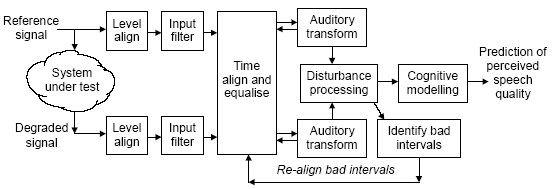 Reference
signal
Level
align
Input
filter
Auditory
transform
System
under test
Time
align and
equalise
Disturbance
processing
Cognitive
modelling
Prediction of
perceived
speech
quality
Degraded
signal
Level
align
Input
filter
Auditory
transform
Identify bad
intervals
Re-align bad intervals